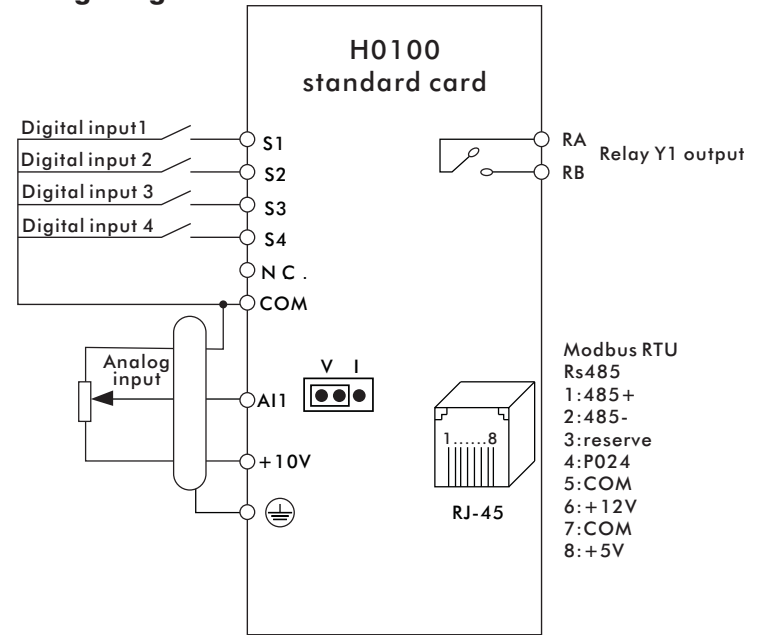 H0100
standard card
Digital input1
S1
Digital input 2
S2
Digital input 3
S3
Digital input 4
S4
N C .
COM
Analog
input
AI1
V I
+10V
RA
Relay Y1 output
RB
Modbus RTU
Rs485
1:485+
2:485-
3:reserve
4:P024
5:COM
6:+12V
7:COM
8:+5V
1......8
RJ-45